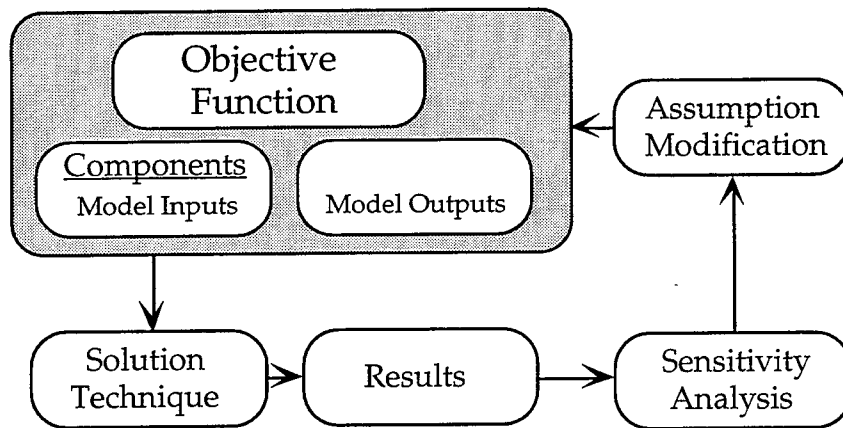 Objective
Function
Components
Model Inputs
Model Outputs
Assumption
Modification
Solution
Technique
Results
Sensitivity
Analysis